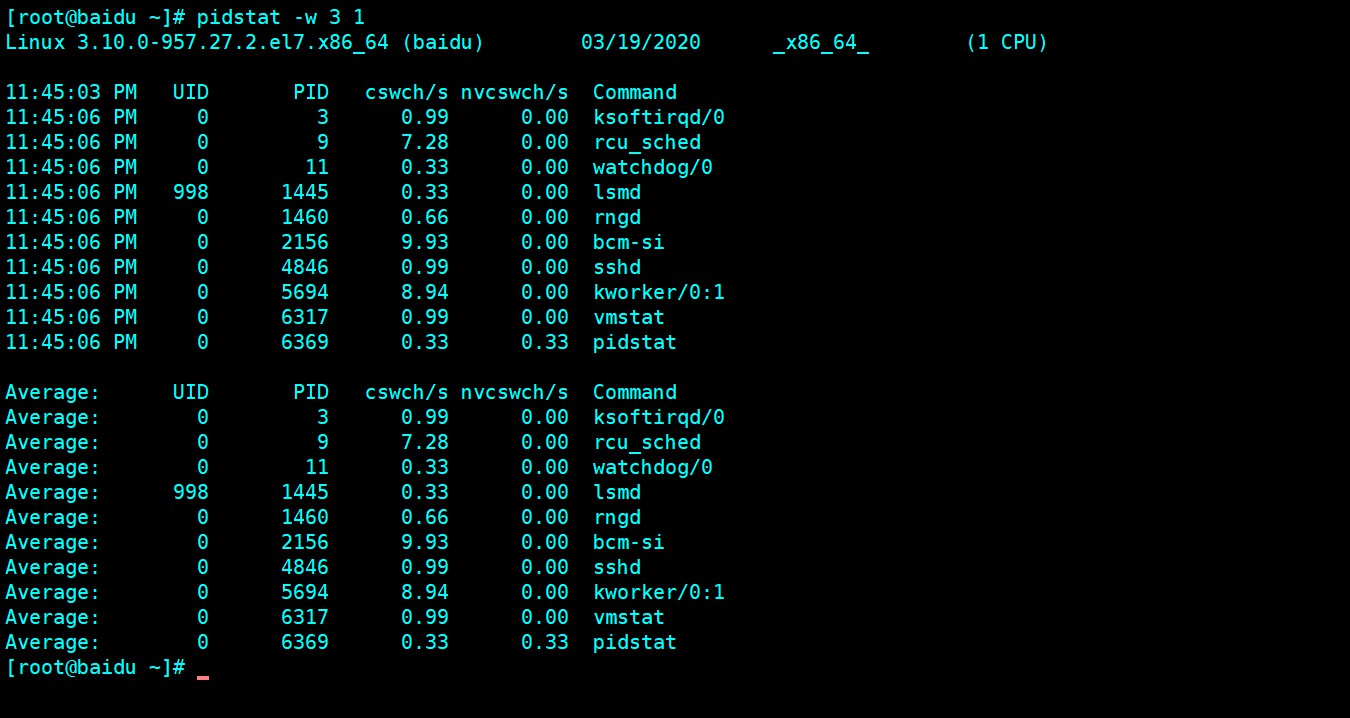 [root@baidu ~]# pidstat -w 3 1
Linux 3.10.0-957.27.2.el7.x86_64 (baidu)        03/19/2020      _x86_64_        (1 CPU)

11:45:03 PM   UID       PID   cswch/s nvcswch/s  Command
11:45:06 PM     0         3      0.99      0.00  ksoftirqd/0
11:45:06 PM     0         9      7.28      0.00  rcu_sched
11:45:06 PM     0        11      0.33      0.00  watchdog/0
11:45:06 PM   998      1445      0.33      0.00  lsmd
11:45:06 PM     0      1460      0.66      0.00  rngd
11:45:06 PM     0      2156      9.93      0.00  bcm-si
11:45:06 PM     0      4846      0.99      0.00  sshd
11:45:06 PM     0      5694      8.94      0.00  kworker/0:1
11:45:06 PM     0      6317      0.99      0.00  vmstat
11:45:06 PM     0      6369      0.33      0.33  pidstat

Average:      UID       PID   cswch/s nvcswch/s  Command
Average:        0         3      0.99      0.00  ksoftirqd/0
Average:        0         9      7.28      0.00  rcu_sched
Average:        0        11      0.33      0.00  watchdog/0
Average:      998      1445      0.33      0.00  lsmd
Average:        0      1460      0.66      0.00  rngd
Average:        0      2156      9.93      0.00  bcm-si
Average:        0      4846      0.99      0.00  sshd
Average:        0      5694      8.94      0.00  kworker/0:1
Average:        0      6317      0.99      0.00  vmstat
Average:        0      6369      0.33      0.33  pidstat
[root@baidu ~]#